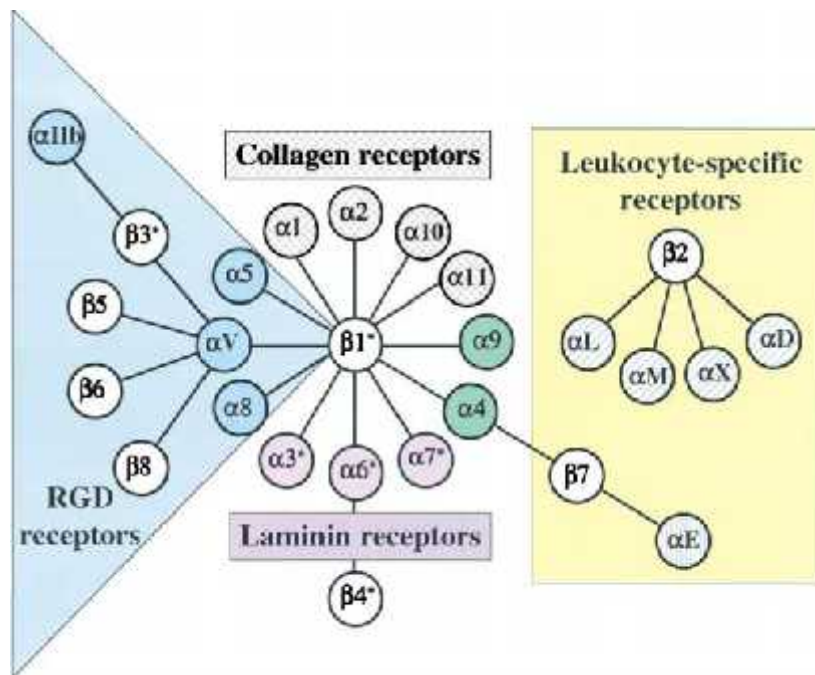 αIIb
Collagen receptors
Leukocyte-specific
receptors
β3*
α1
α2
α10
α5
α11
β2
β5
αV
β1*
α9
αL
αM
αX
αD
β6
α8
α4
β8
α3*
α6*
α7*
β7
RGD
receptors
Laminin receptors
αE
β4*